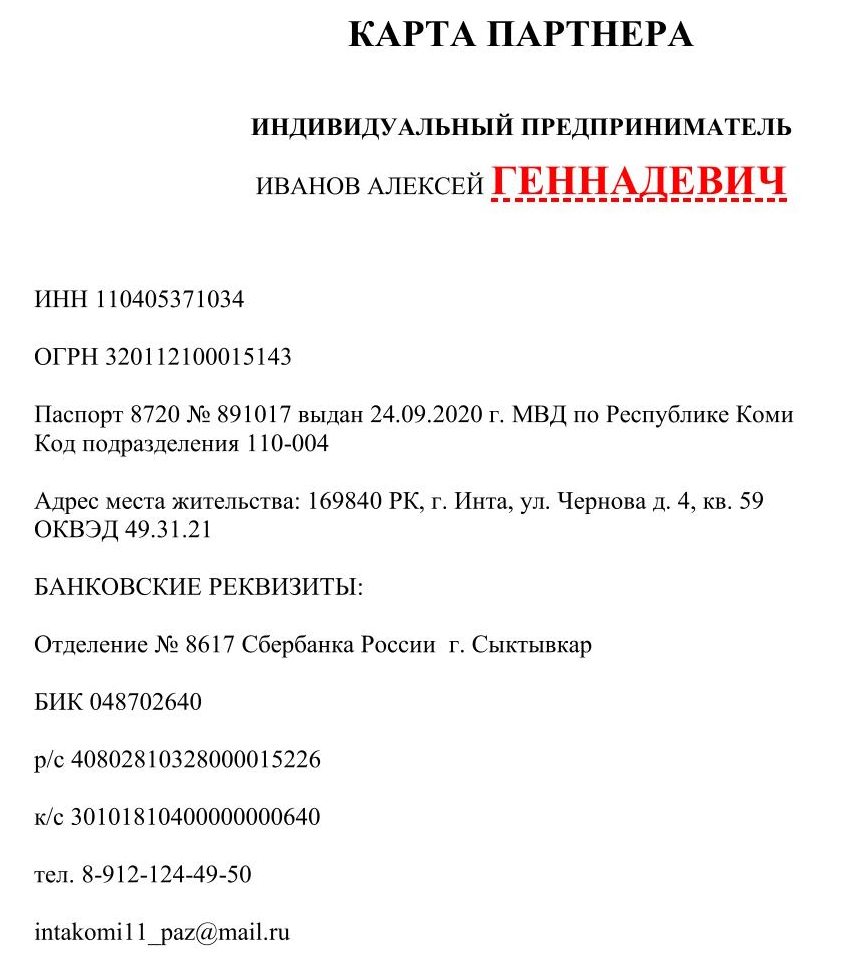 КАРТА ПАРТНЕРА
ИНДИВИДУАЛЬНЫЙ ПРЕДПРИНИМАТЕЛЬ
ИВАНОВ АЛЕКСЕЙ ГЕННАДЕВИЧ
ИНН 110405371034
ОГРН 320112100015143
Паспорт 8720 № 891017 выдан 24.09.2020 г. МВД по Республике Коми
Код подразделения 110-004
Адрес места жительства: 169840 РК, г. Инта, ул. Чернова д. 4, кв. 59
ОКВЭД 49.31.21
БАНКОВСКИЕ РЕКВИЗИТЫ:
Отделение № 8617 Сбербанка России г. Сыктывкар
БИК 048702640
р/с 40802810328000015226
к/с 30101810400000000640
тел. 8-912-124-49-50
intakomi11_paz@mail.ru